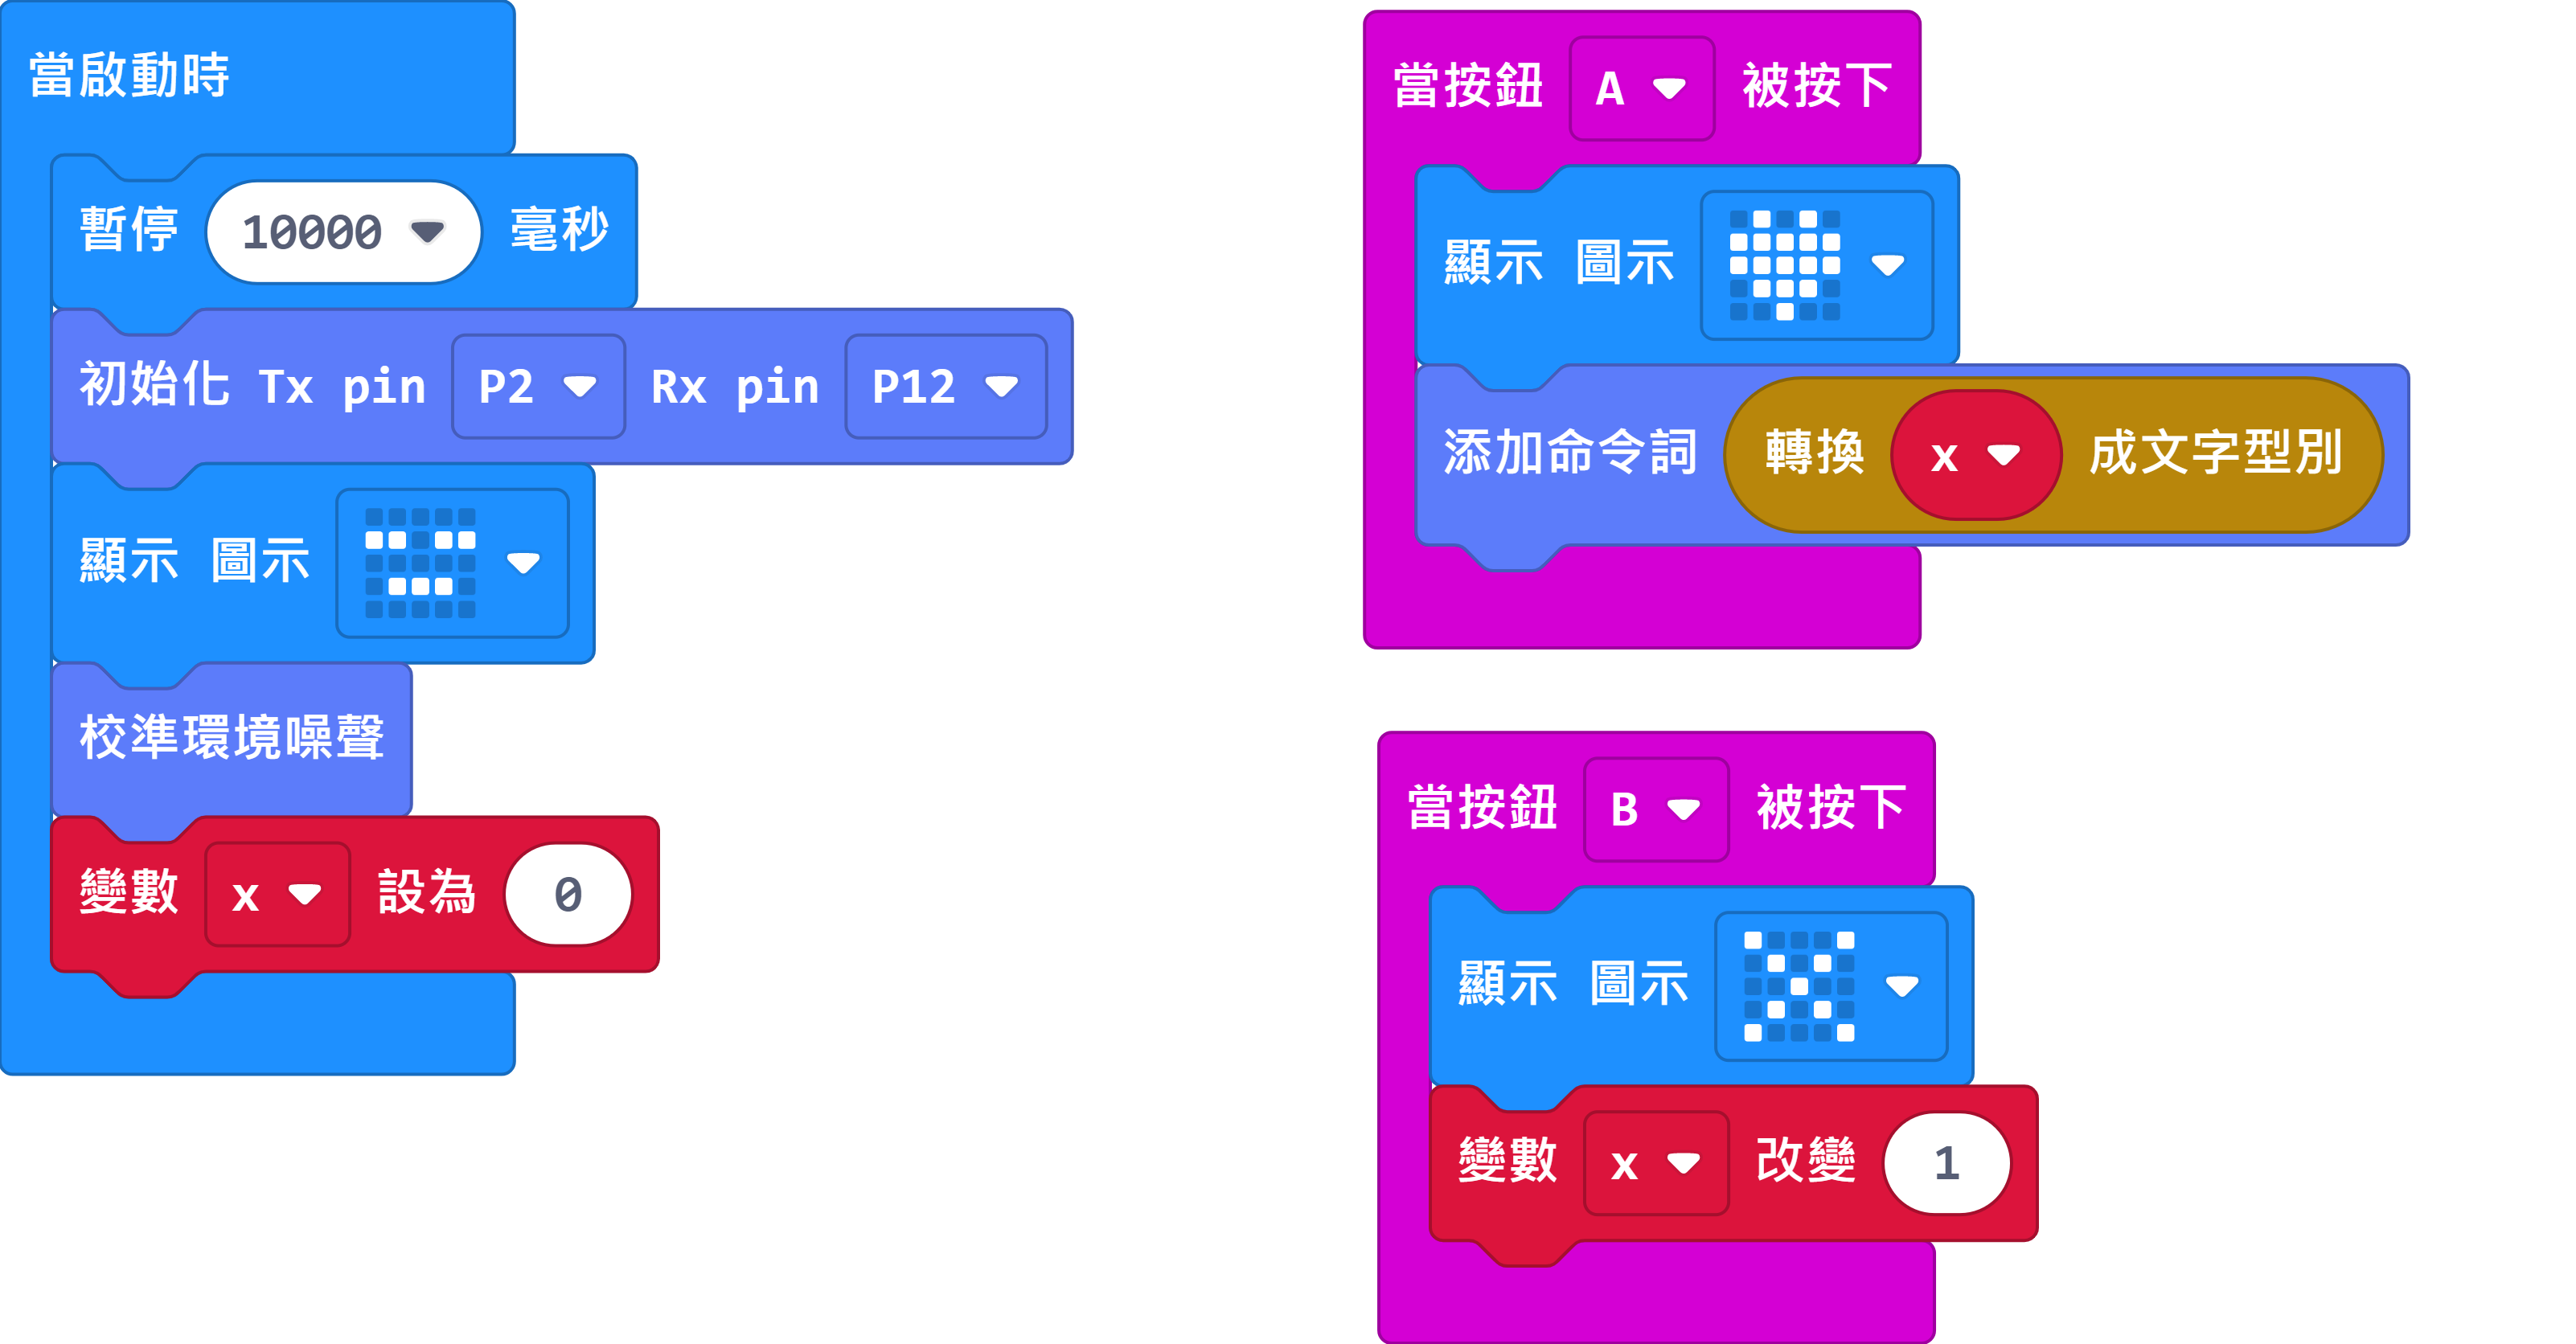 當啟動時
暫停 10000 毫秒
初始化 Tx pin P2 Rx pin P12
顯示 圖示
校準環境噪聲
變數 x 設為 0
當按鈕 A 被按下
顯示 圖示
添加命令詞 轉換 x 成文字型別
當按鈕 B 被按下
顯示 圖示
變數 x 改變 1